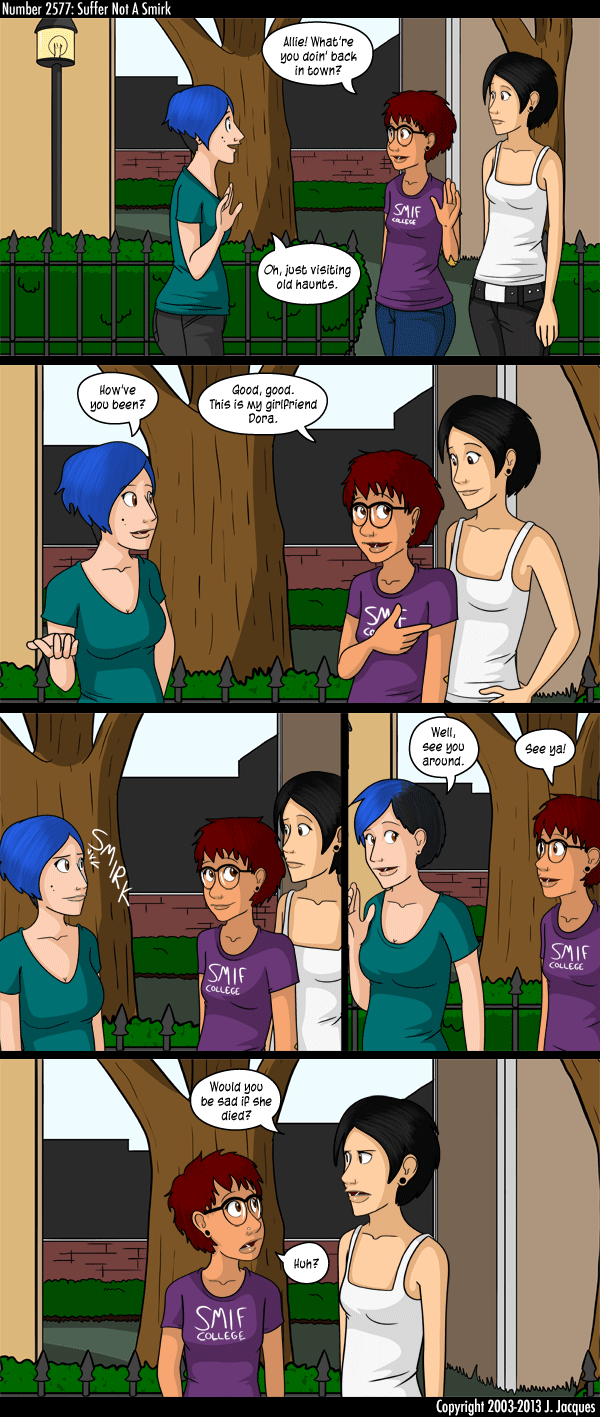 Number 2577: Suffer Not A Smirk
Allie! What're
you doin' back
in town?
SMIF
COLLEGE
Oh, just visiting
old haunts.
How've
you been?
Good, good.
This is my girlfriend
Dora.
SMIF
CO
SMIRK
SMIF
COLLEGE
Well,
see you
around.
See ya!
SMIF
COLLEGE
Would you
be sad if she
died?
Huh?
SMIF
COLLEGE
Copyright 2003-2013 J. Jacques